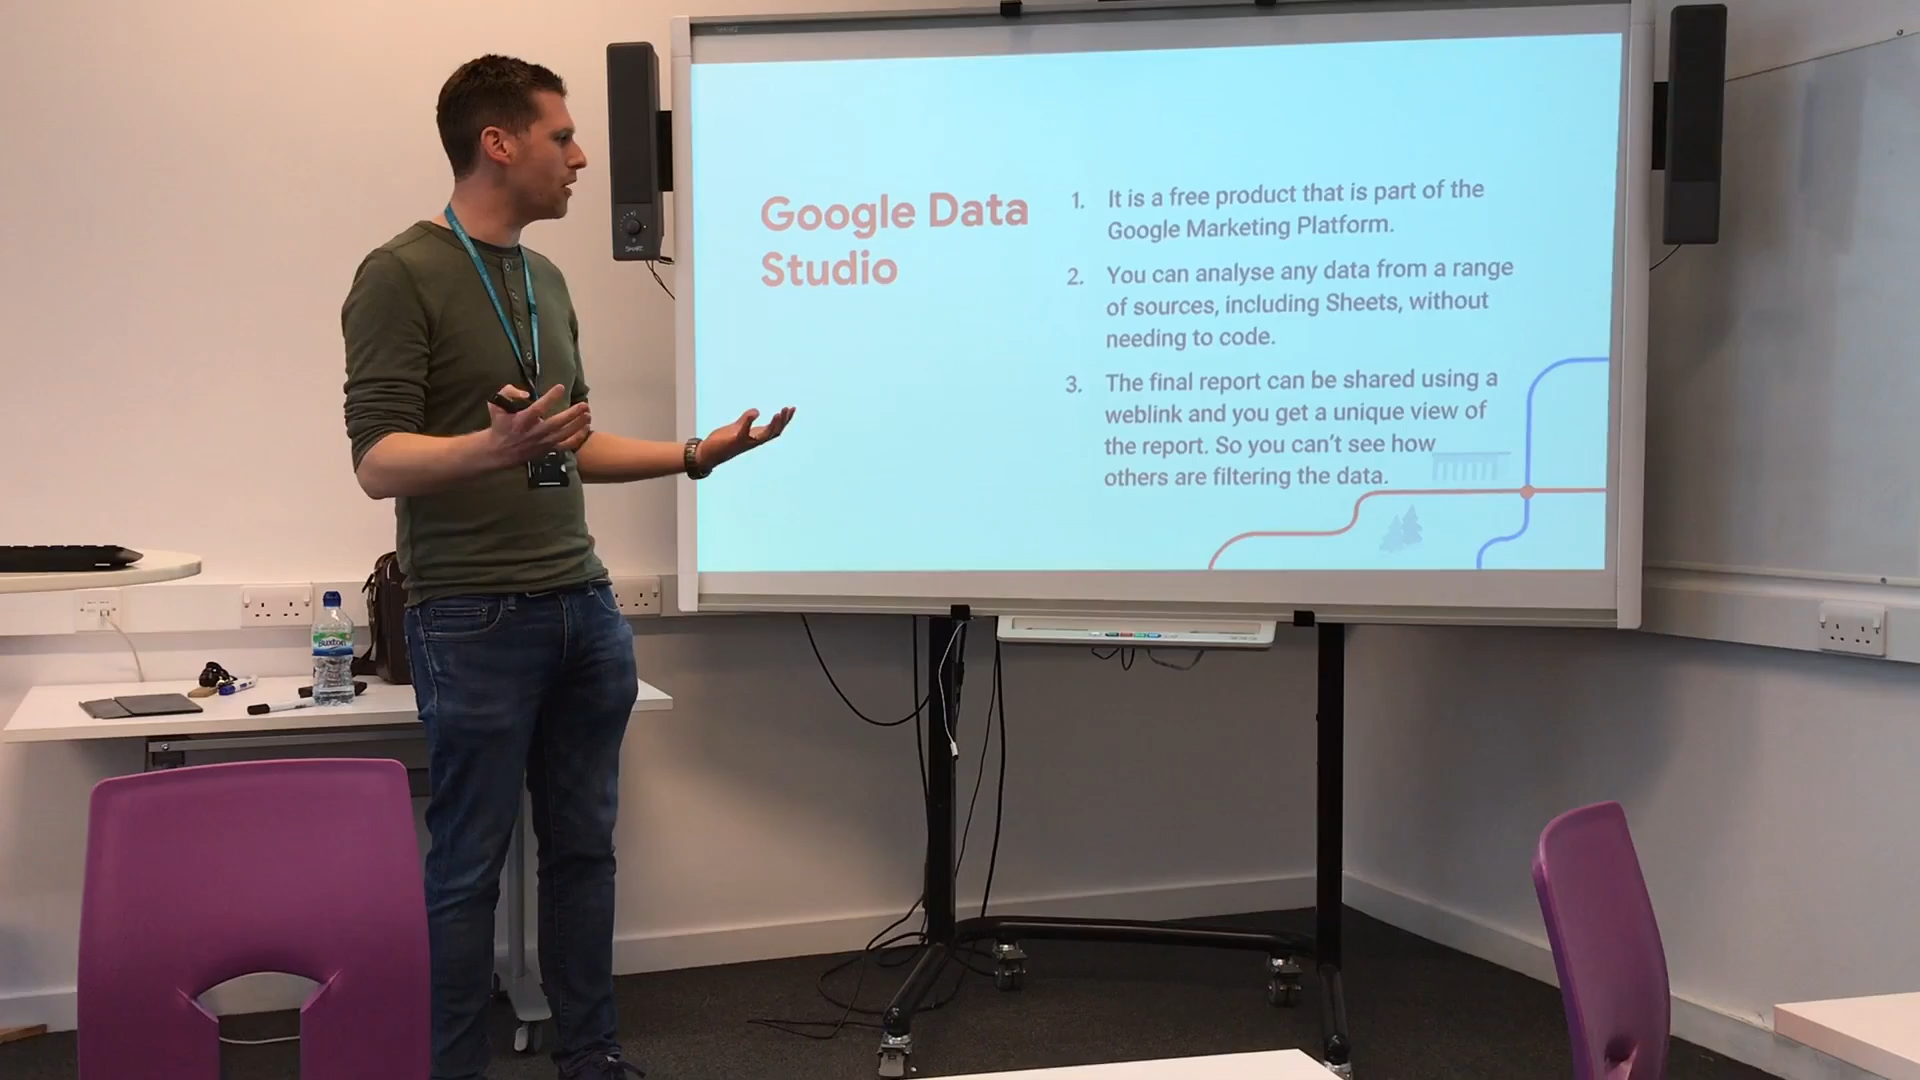 Google Data
Studio
1. It is a free product that is part of the
Google Marketing Platform.
2. You can analyse any data from a range
of sources, including Sheets, without
needing to code.
3. The final report can be shared using a
weblink and you get a unique view of
the report. So you can't see how
others are filtering the data.
SMART
Buxton